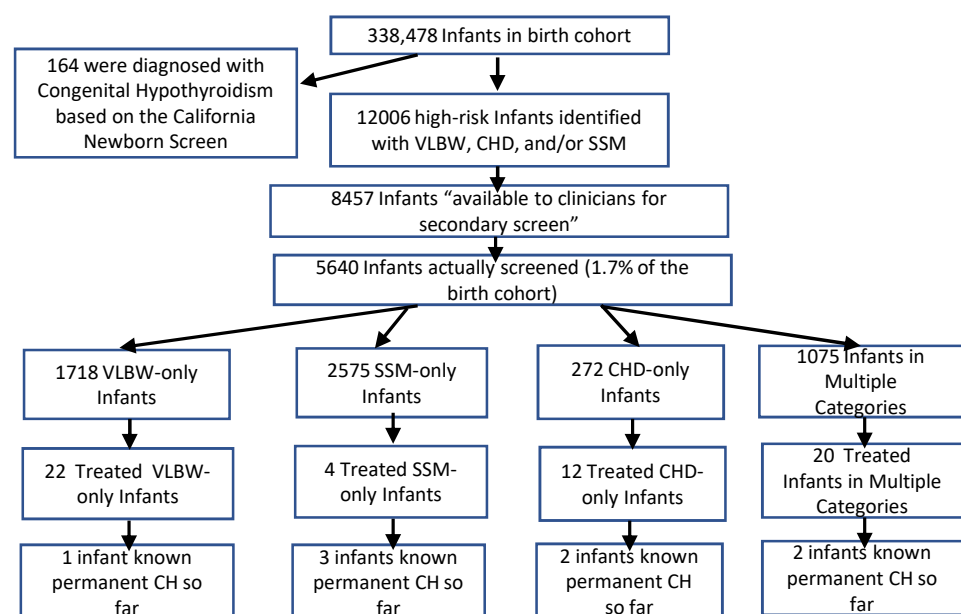 338,478 Infants in birth cohort
164 were diagnosed with
Congenital Hypothyroidism
based on the California
Newborn Screen
12006 high-risk Infants identified
with VLBW, CHD, and/or SSM
8457 Infants “available to clinicians for
secondary screen”
5640 Infants actually screened (1.7% of the
birth cohort)
1718 VLBW-only
Infants
2575 SSM-only
Infants
272 CHD-only
Infants
1075 Infants in
Multiple
Categories
22 Treated VLBW-
only Infants
4 Treated SSM-
only Infants
12 Treated CHD-
only Infants
20 Treated
Infants in Multiple
Categories
1 infant known
permanent CH so
far
3 infants known
permanent CH so
far
2 infants known
permanent CH
so far
2 infants known
permanent CH so
far